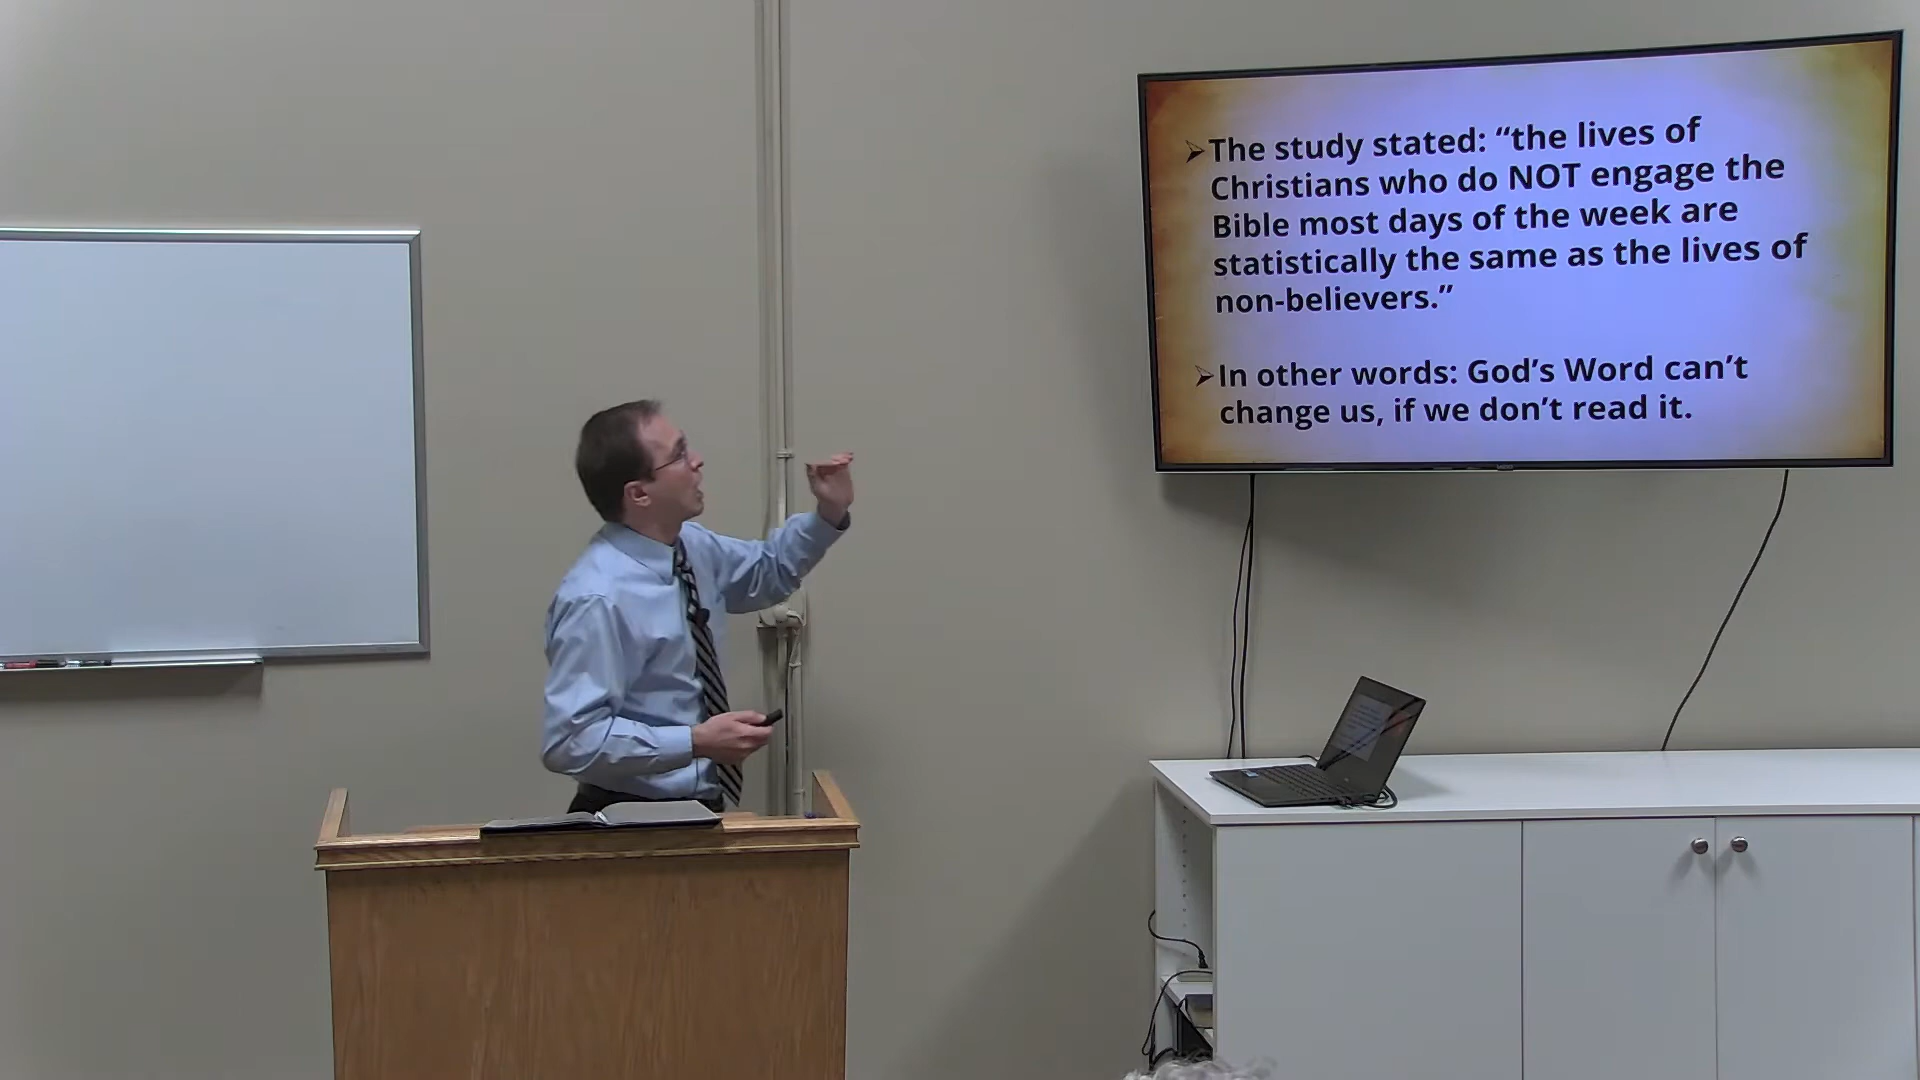 ➢The study stated: “the lives of
Christians who do NOT engage the
Bible most days of the week are
statistically the same as the lives of
non-believers.”
➢In other words: God’s Word can’t
change us, if we don’t read it.